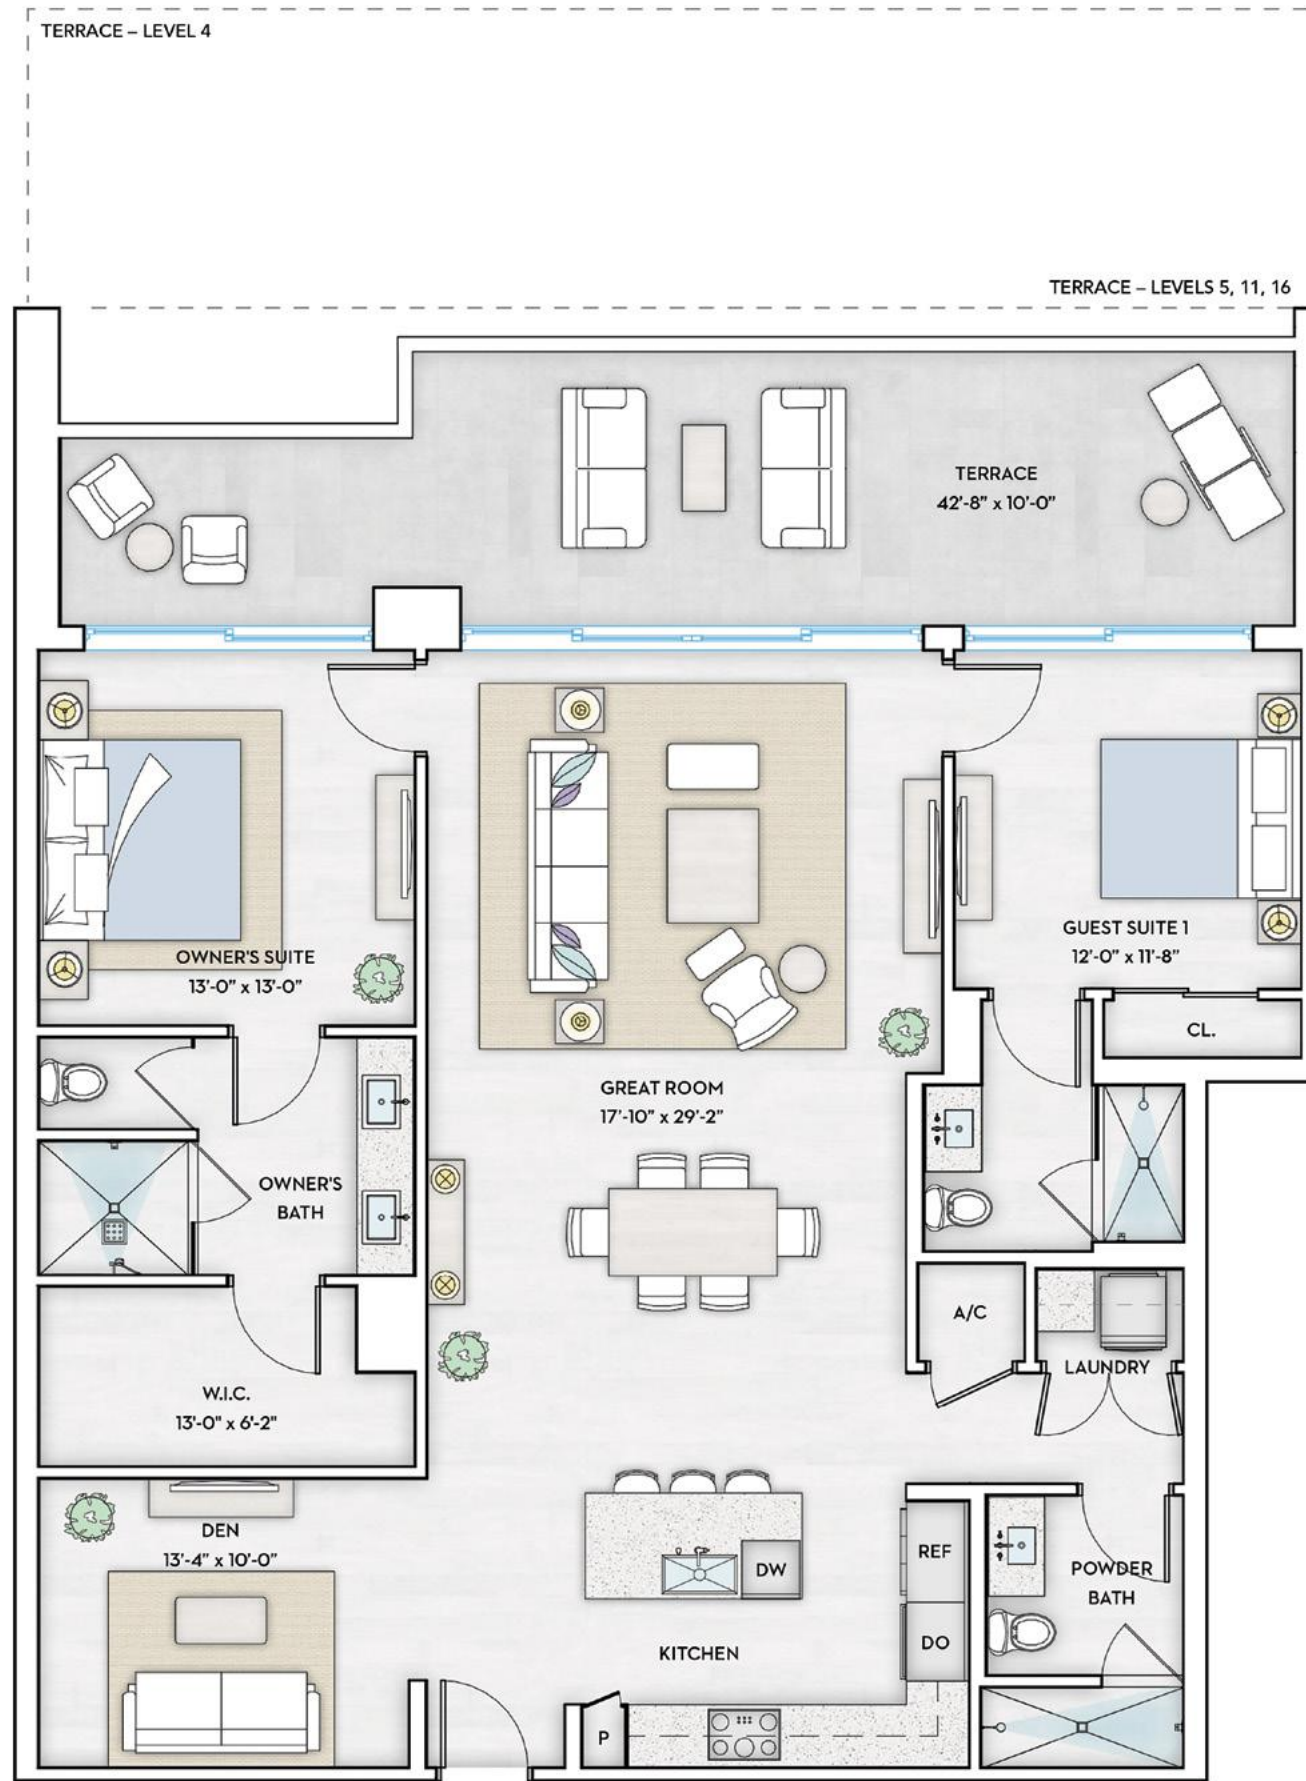 TERRACE – LEVEL 4
TERRACE – LEVELS 5, 11, 16
TERRACE
42'-8" x 10'-0"
OWNER'S SUITE
13'-0" x 13'-0"
GUEST SUITE 1
12'-0" x 11'-8"
CL.
GREAT ROOM
17'-10" x 29'-2"
OWNER'S
BATH
A/C
LAUNDRY
W.I.C.
13'-0" x 6'-2"
DEN
13'-4" x 10'-0"
DW
REF
POWDER
BATH
DO
KITCHEN
P